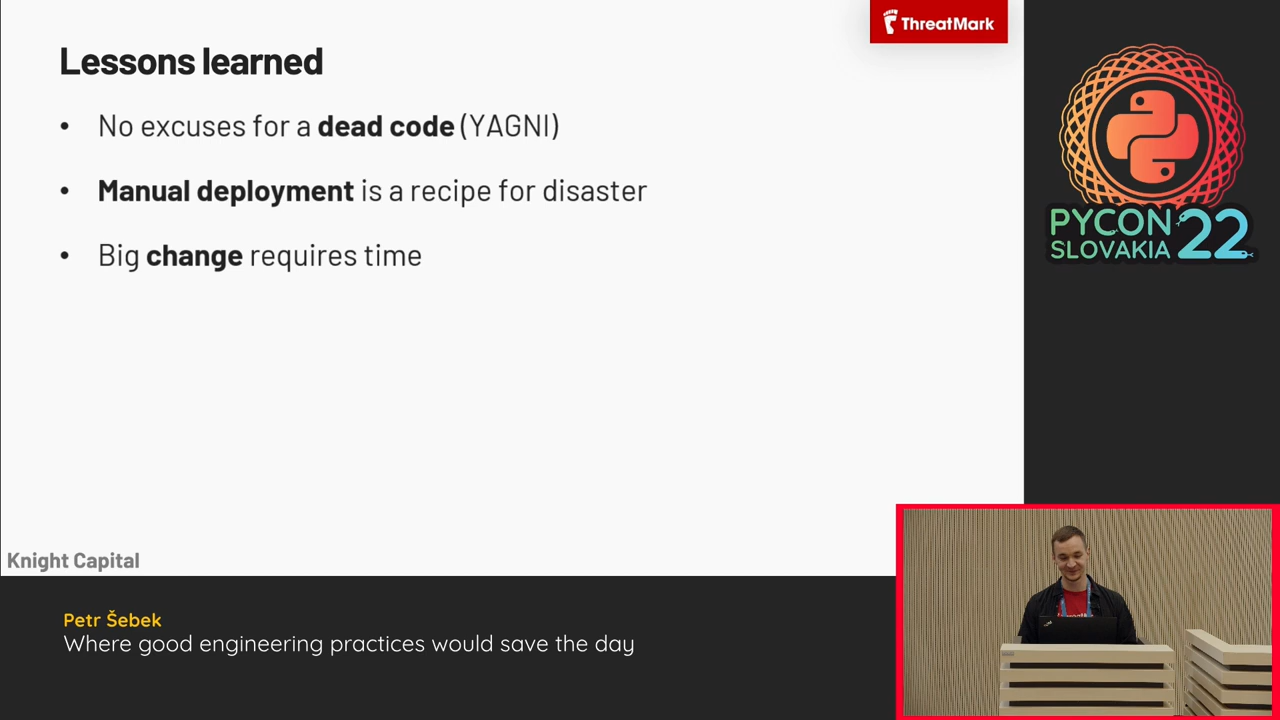 ThreatMark
Lessons learned
• No excuses for a dead code (YAGNI)
• Manual deployment is a recipe for disaster
• Big change requires time
Knight Capital
PYCON
SLOVAKIA 22
Petr Šebek
Where good engineering practices would save the day